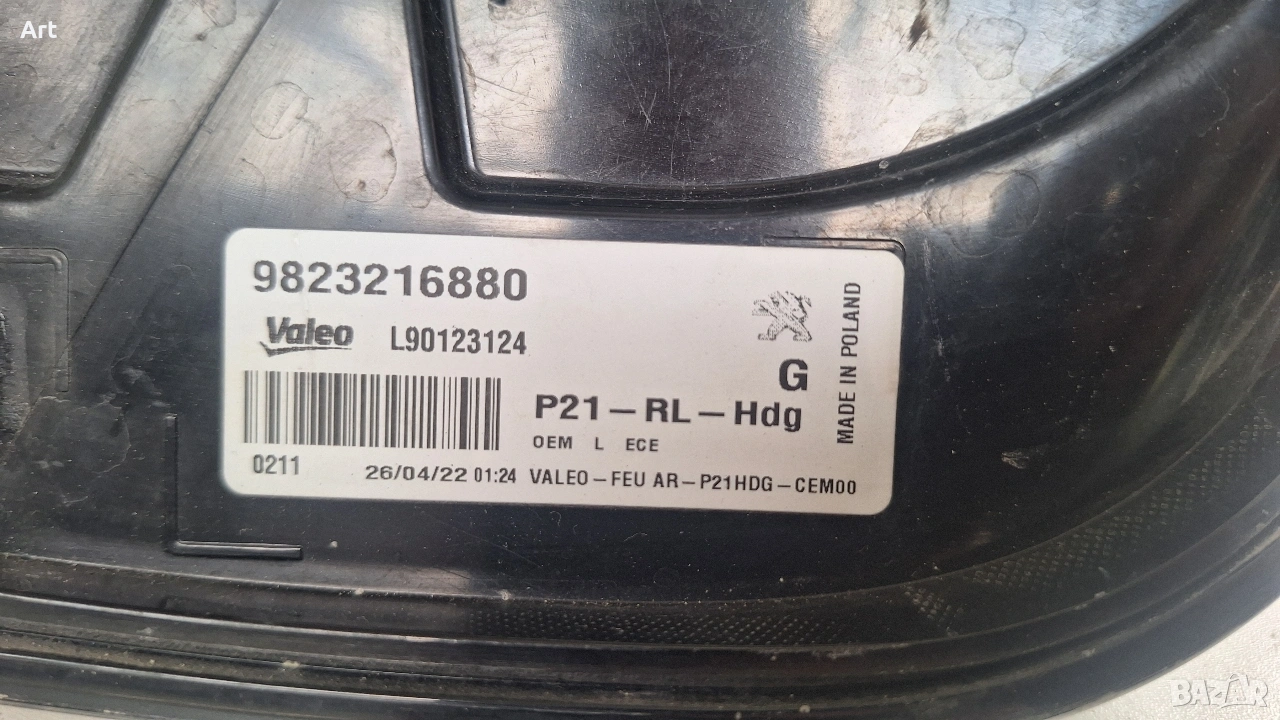 Art
9823216880
Valeo L90123124
G
P21-RL-Hdg
OEM L ECE
0211 26/04/22 01:24 VALEO-FEU AR-P21HDG-CEM00
MADE IN POLAND
BAZAR